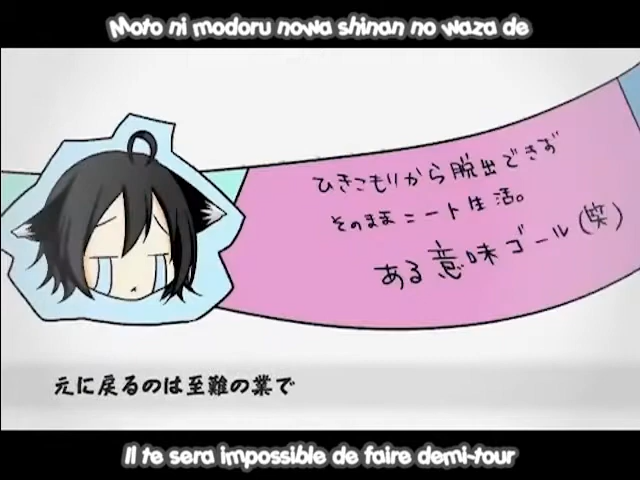 Moto ni modoru nowa shinan no waza de
ひきこもりから脱出できず
そのままニート生活。
ある意味ゴール(笑)
元に戻るのは至難の業で
Il te sera impossible de faire demi-tour